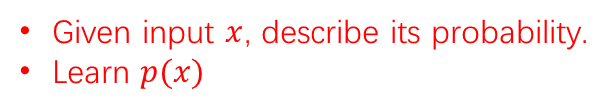 • Given input x, describe its probability.
• Learn p(x)